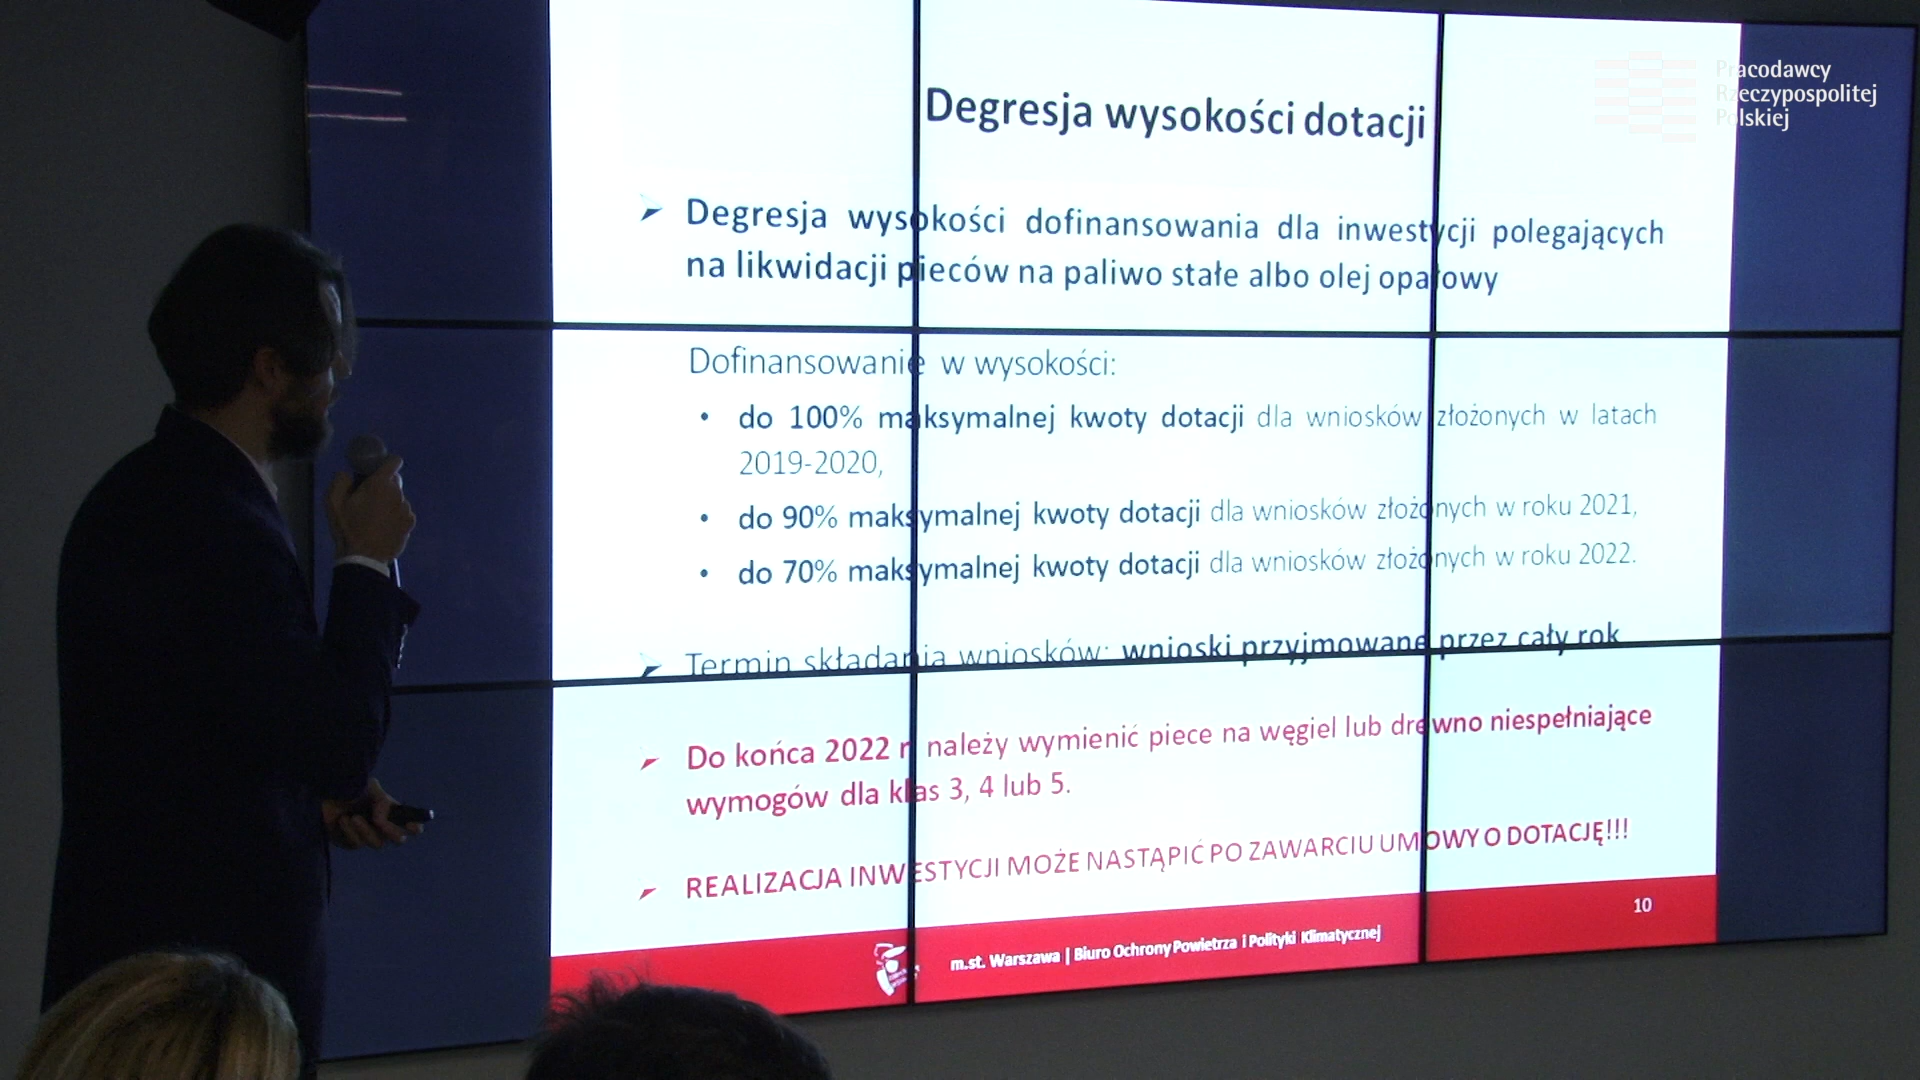 Pracodawcy
Rzeczypospolitej
Polskiej
Degresja wysokości dotacji
Degresja wysokości dofinansowania dla inwestycji polegających
na likwidacji pieców na paliwo stałe albo olej opałowy
Dofinansowanie w wysokości:
• do 100% maksymalnej kwoty dotacji dla wniosków złożonych w latach
2019-2020,
• do 90% maksymalnej kwoty dotacji dla wniosków złożonych w roku 2021,
• do 70% maksymalnej kwoty dotacji dla wniosków złożonych w roku 2022.
Termin składania wniosków: wnioski przyjmowane przez cały rok
Do końca 2022 r. należy wymienić piece na węgiel lub drewno niespełniające
wymogów dla klas 3, 4 lub 5.
REALIZACJA INWESTYCJI MOŻE NASTĄPIĆ PO ZAWARCIU UMOWY O DOTACJĘ!!!
10
m.st. Warszawa | Biuro Ochrony Powietrza i Polityki Klimatycznej